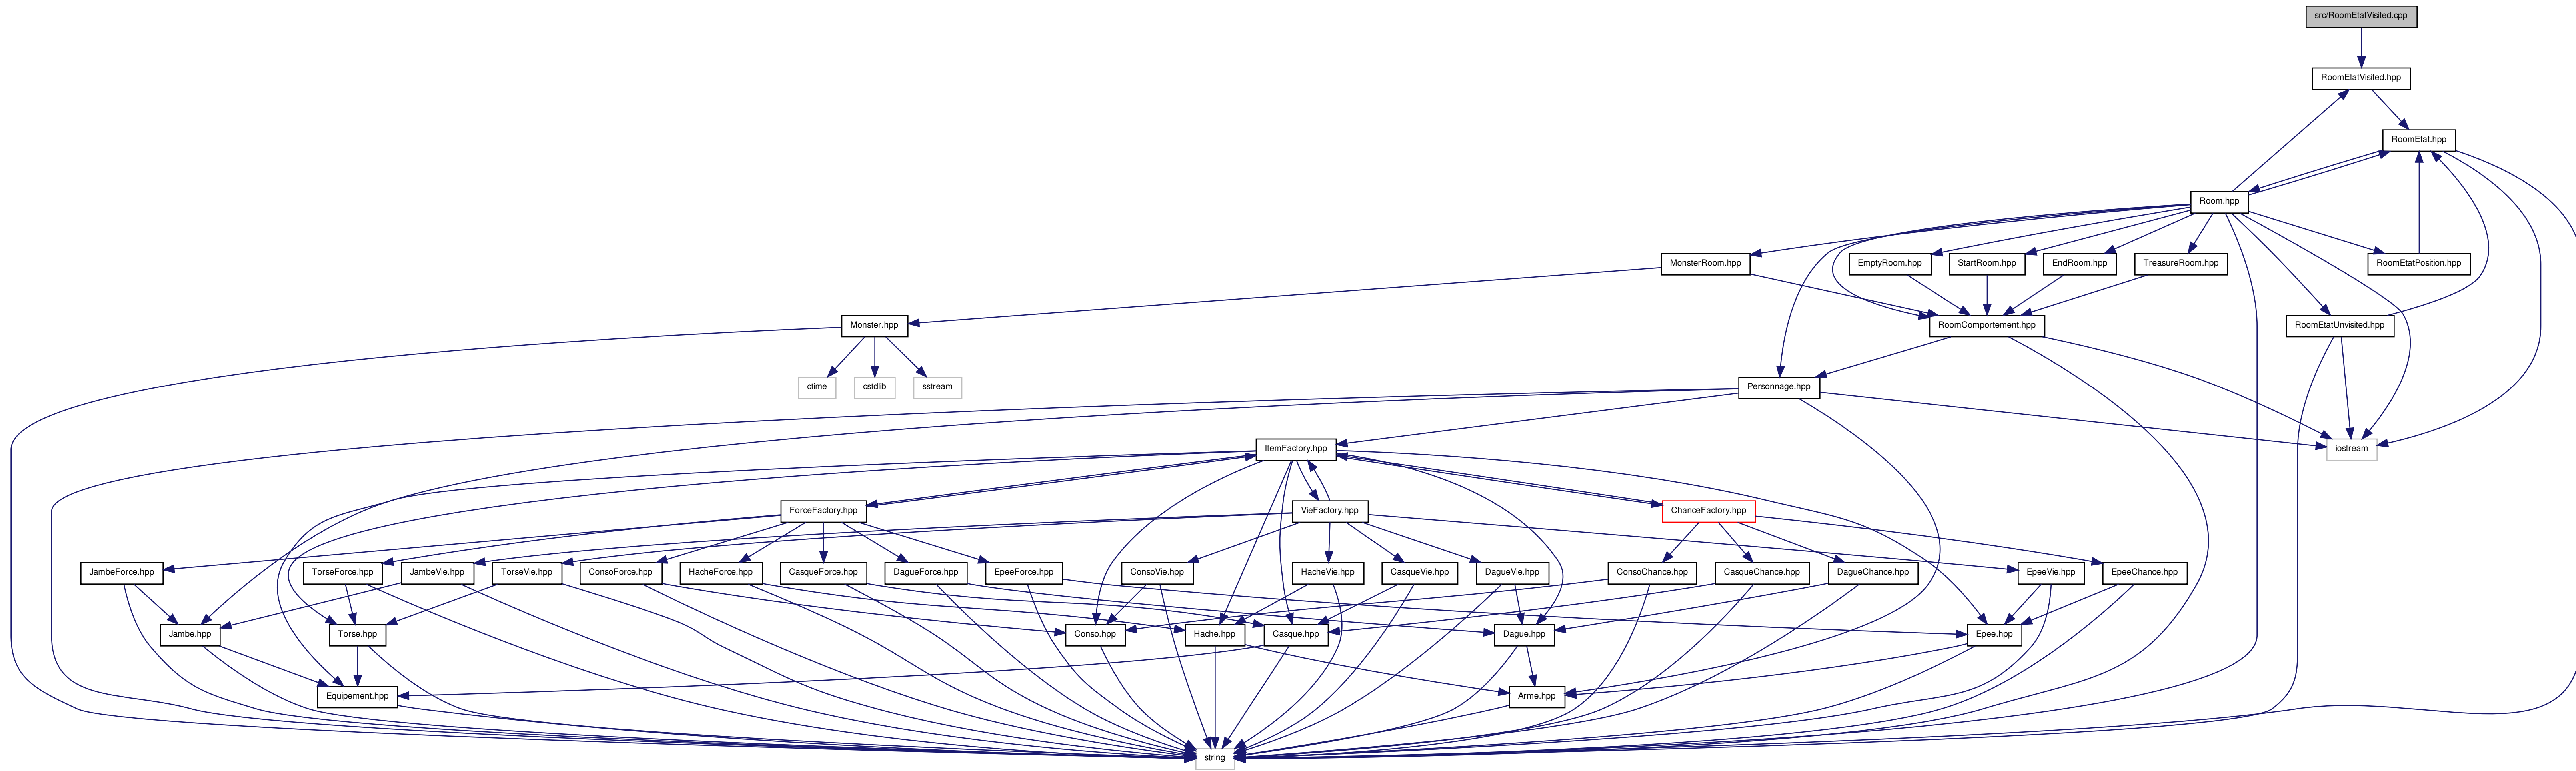 src/RoomEtatVisited.cpp
RoomEtatVisited.hpp
RoomEtat.hpp
Room.hpp
MonsterRoom.hpp
EmptyRoom.hpp
StartRoom.hpp
EndRoom.hpp
TreasureRoom.hpp
RoomEtatPosition.hpp
Monster.hpp
RoomComportement.hpp
RoomEtatUnvisited.hpp
ctime
cstdlib
sstream
Personnage.hpp
ItemFactory.hpp
iostream
ForceFactory.hpp
VieFactory.hpp
ChanceFactory.hpp
JambeForce.hpp
TorseForce.hpp
JambeVie.hpp
TorseVie.hpp
ConsoForce.hpp
HacheForce.hpp
CasqueForce.hpp
DagueForce.hpp
EpeeForce.hpp
ConsoVie.hpp
HacheVie.hpp
CasqueVie.hpp
DagueVie.hpp
ConsoChance.hpp
CasqueChance.hpp
DagueChance.hpp
EpeeVie.hpp
EpeeChance.hpp
Jambe.hpp
Torse.hpp
Conso.hpp
Hache.hpp
Casque.hpp
Dague.hpp
Epee.hpp
Equipement.hpp
Arme.hpp
string